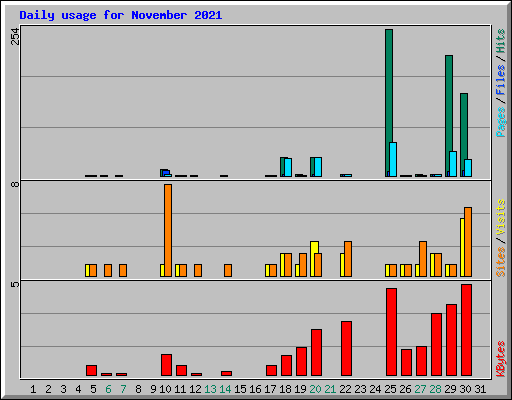 Daily usage for November 2021
254
Pages / Files / Hits
8
Sites / Visits
5
KBytes
1 2 3 4 5 6 7 8 9 10 11 12 13 14 15 16 17 18 19 20 21 22 23 24 25 26 27 28 29 30 31